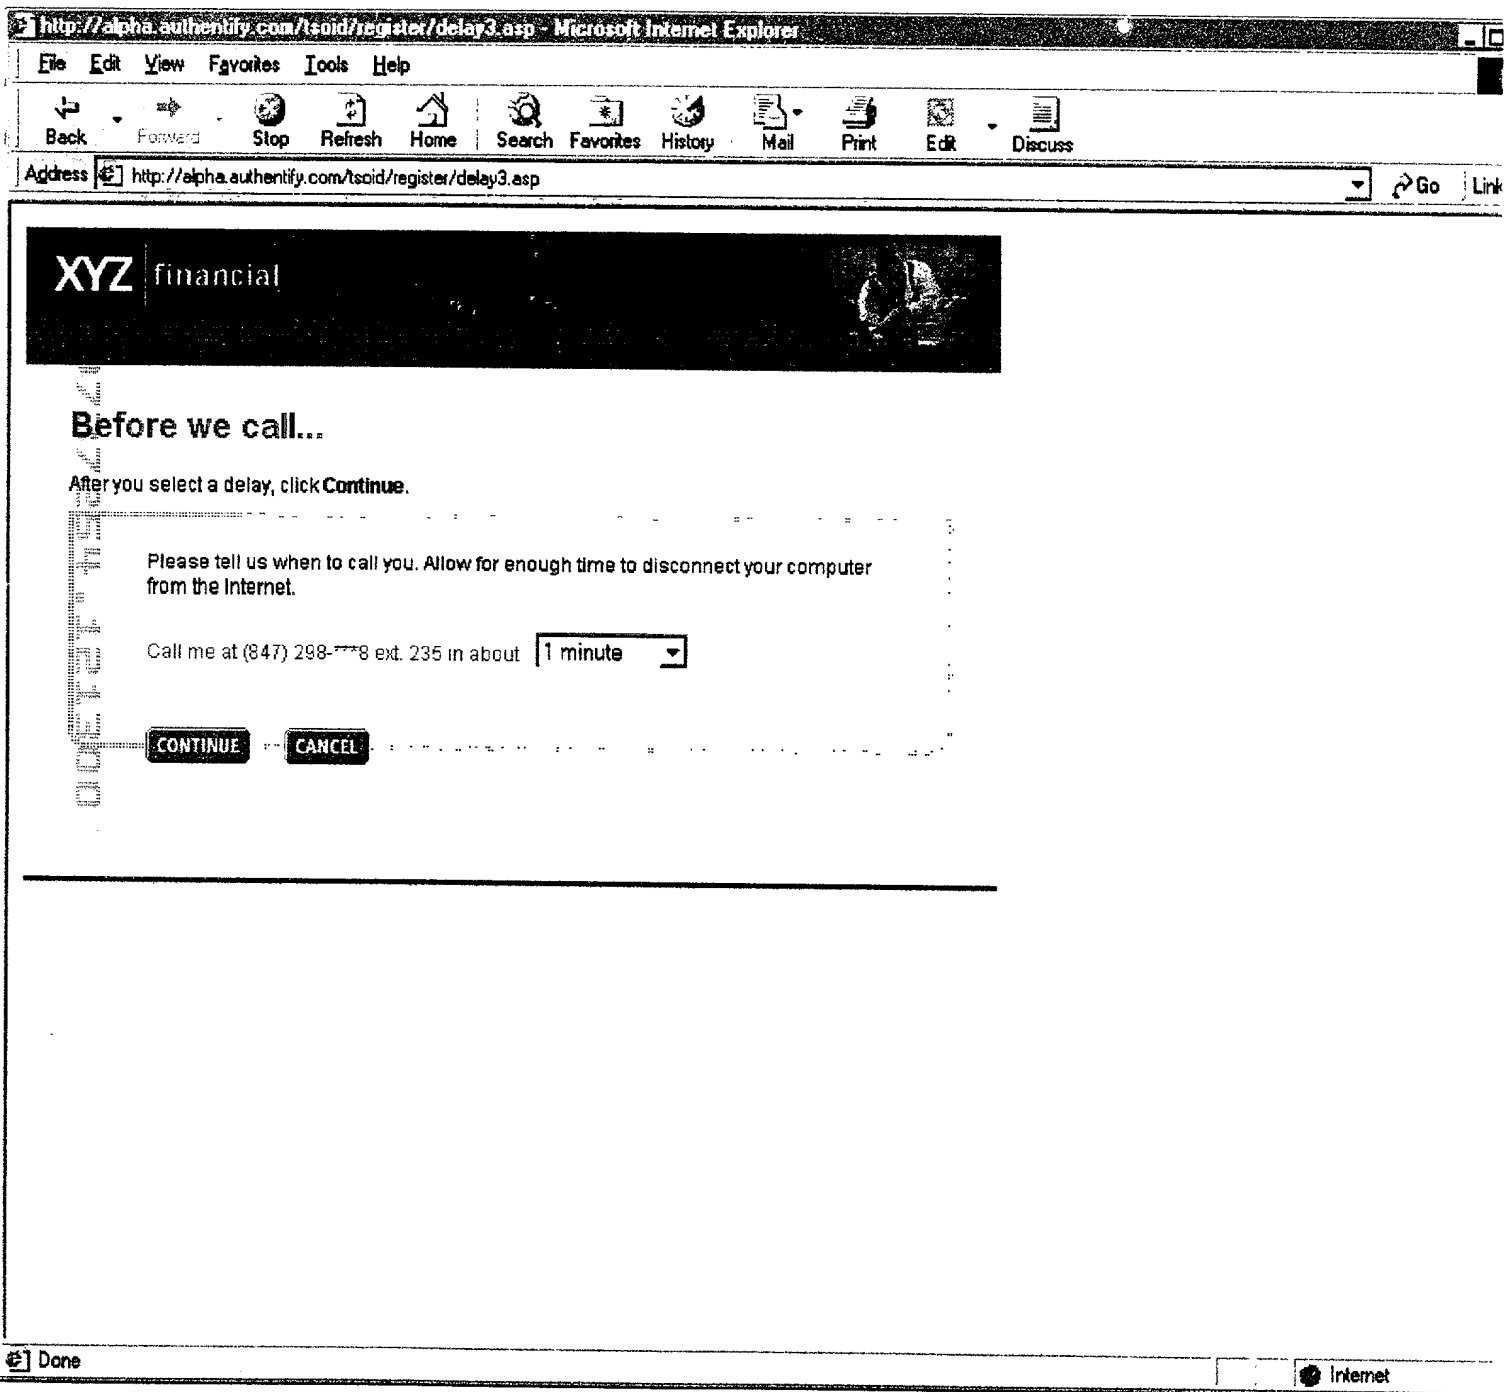 http://alpha.authentify.com/tsoid/register/delay3.asp - Microsoft Internet Explorer
File Edit View Favorites Tools Help
Back Forward Stop Refresh Home Search Favorites History Mail Print Edit Discuss
Address http://alpha.authentify.com/tsoid/register/delay3.asp Go Link
XYZ financial
Before we call...
After you select a delay, click Continue.
Please tell us when to call you. Allow for enough time to disconnect your computer
from the Internet.
Call me at (847) 298-***8 ext. 235 in about 1 minute
CONTINUE CANCEL
Done Internet